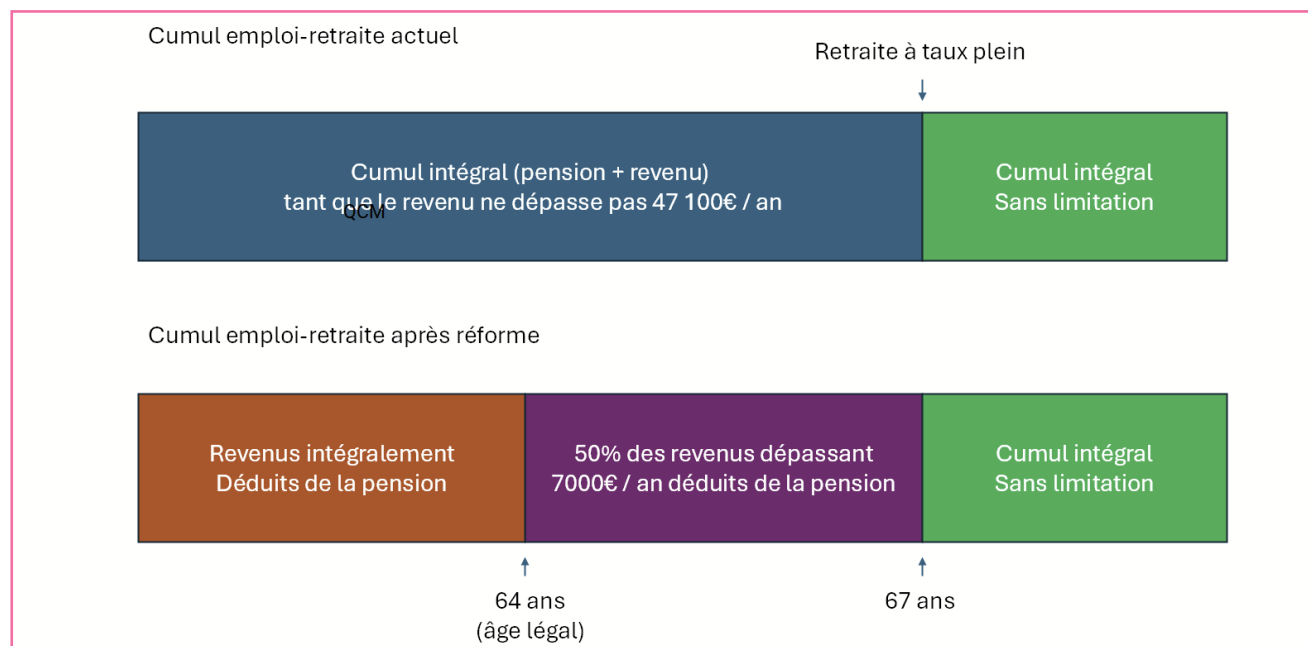 Cumul emploi-retraite actuel
Retraite à taux plein
Cumul intégral (pension + revenu)
tant que le revenu ne dépasse pas 47 100€ / an
QCM
Cumul intégral
Sans limitation
Cumul emploi-retraite après réforme
Revenus intégralement
Déduits de la pension
50% des revenus dépassant
7000€ / an déduits de la pension
Cumul intégral
Sans limitation
64 ans
(âge légal)
67 ans